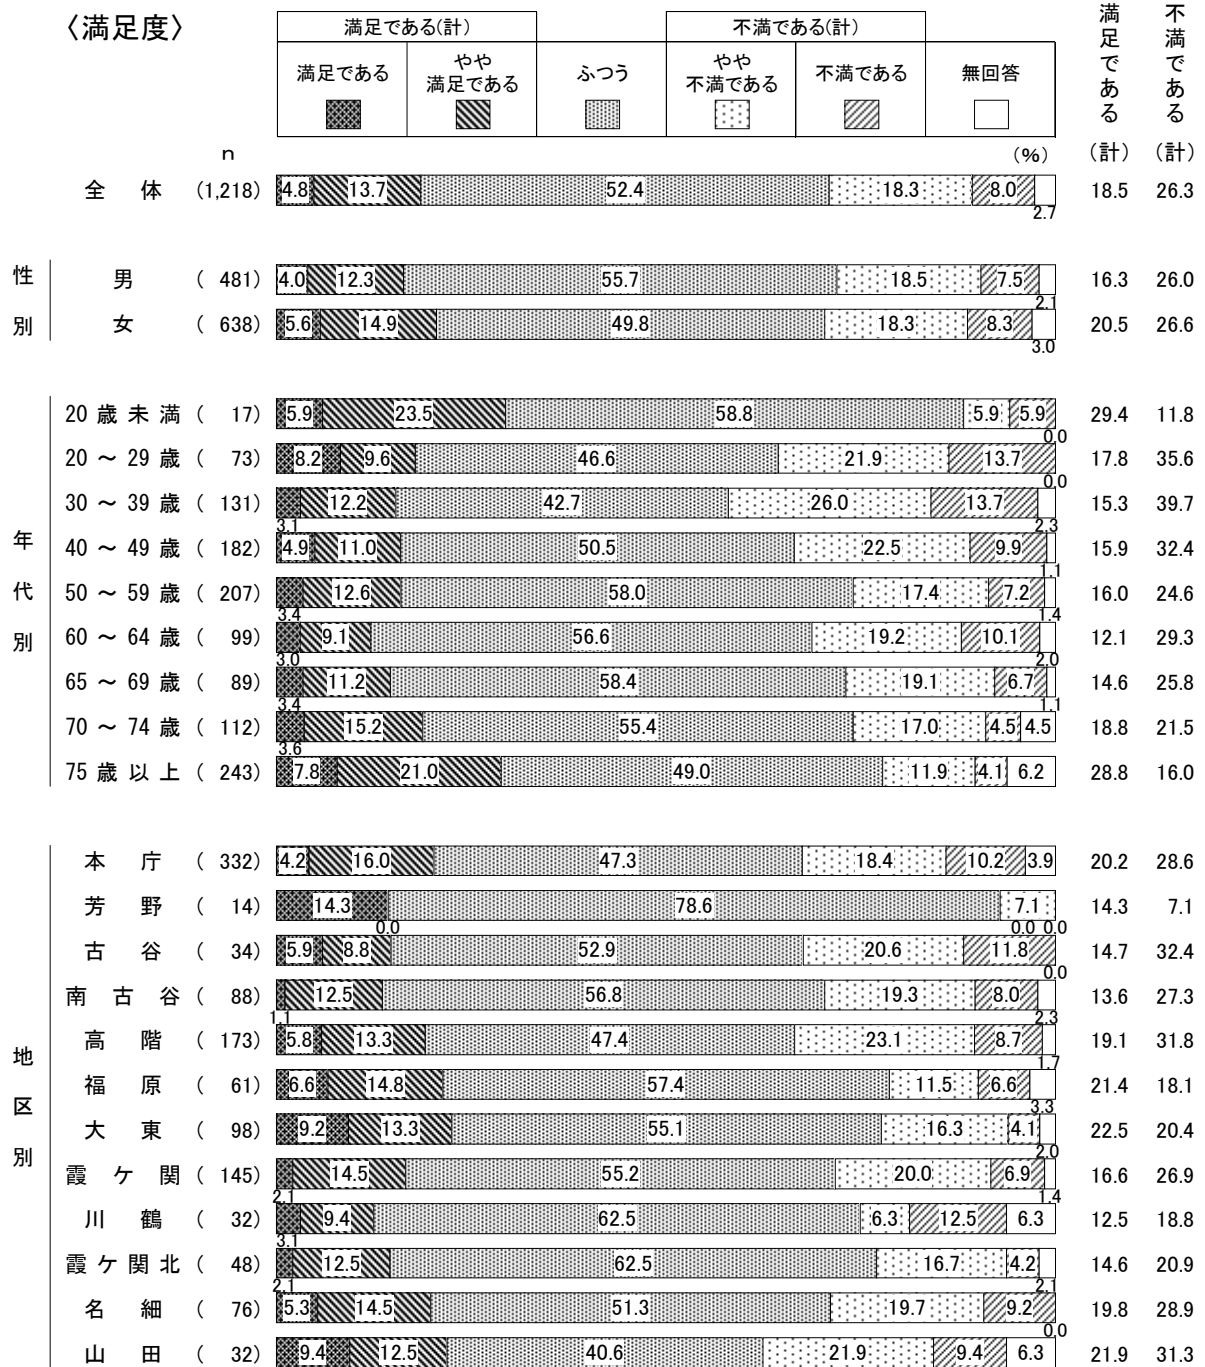 〈満足度〉
満足である(計) 不満である(計)
満足である やや満足である ふつう やや不満である 不満である 無回答
満足である(計) 不満である(計)
n (%)
全体 (1,218) 4.8 13.7 52.4 18.3 8.0 2.7 18.5 26.3
性別
男 ( 481) 4.0 12.3 55.7 18.5 7.5 2.1 16.3 26.0
女 ( 638) 5.6 14.9 49.8 18.3 8.3 3.0 20.5 26.6
年代別
20歳未満 ( 17) 5.9 23.5 58.8 5.9 5.9 0.0 29.4 11.8
20～29歳 ( 73) 8.2 9.6 46.6 21.9 13.7 0.0 17.8 35.6
30～39歳 ( 131) 3.1 12.2 42.7 26.0 13.7 2.3 15.3 39.7
40～49歳 ( 182) 4.9 11.0 50.5 22.5 9.9 1.1 15.9 32.4
50～59歳 ( 207) 3.4 12.6 58.0 17.4 7.2 1.4 16.0 24.6
60～64歳 ( 99) 3.0 9.1 56.6 19.2 10.1 2.0 12.1 29.3
65～69歳 ( 89) 3.4 11.2 58.4 19.1 6.7 1.1 14.6 25.8
70～74歳 ( 112) 3.6 15.2 55.4 17.0 4.5 4.5 18.8 21.5
75歳以上 ( 243) 7.8 21.0 49.0 11.9 4.1 6.2 28.8 16.0
地区別
本庁 ( 332) 4.2 16.0 47.3 18.4 10.2 3.9 20.2 28.6
芳野 ( 14) 14.3 0.0 78.6 7.1 0.0 0.0 14.3 7.1
古谷 ( 34) 5.9 8.8 52.9 20.6 11.8 0.0 14.7 32.4
南古谷 ( 88) 1.1 12.5 56.8 19.3 8.0 2.3 13.6 27.3
高階 ( 173) 5.8 13.3 47.4 23.1 8.7 1.7 19.1 31.8
福原 ( 61) 6.6 14.8 57.4 11.5 6.6 3.3 21.4 18.1
大東 ( 98) 9.2 13.3 55.1 16.3 4.1 2.0 22.5 20.4
霞ケ関 ( 145) 2.1 14.5 55.2 20.0 6.9 1.4 16.6 26.9
川鶴 ( 32) 3.1 9.4 62.5 6.3 12.5 6.3 12.5 18.8
霞ケ関北 ( 48) 2.1 12.5 62.5 16.7 4.2 2.1 14.6 20.9
名細 ( 76) 5.3 14.5 51.3 19.7 9.2 0.0 19.8 28.9
山田 ( 32) 9.4 12.5 40.6 21.9 9.4 6.3 21.9 31.3